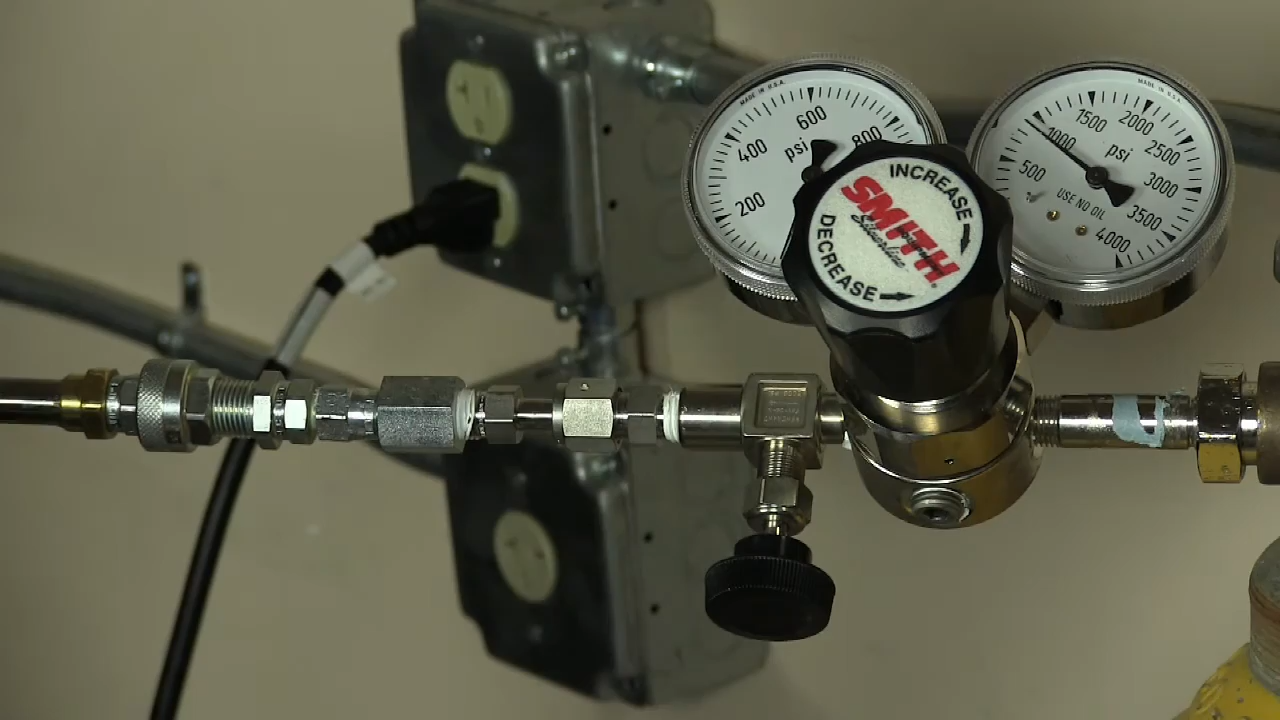 MADE IN U.S.A.
200
400
600
800
psi
INCREASE
SMITH
Silverline
DECREASE
MADE IN U.S.A.
500
1000
1500
2000
2500
3000
3500
4000
psi
USE NO OIL